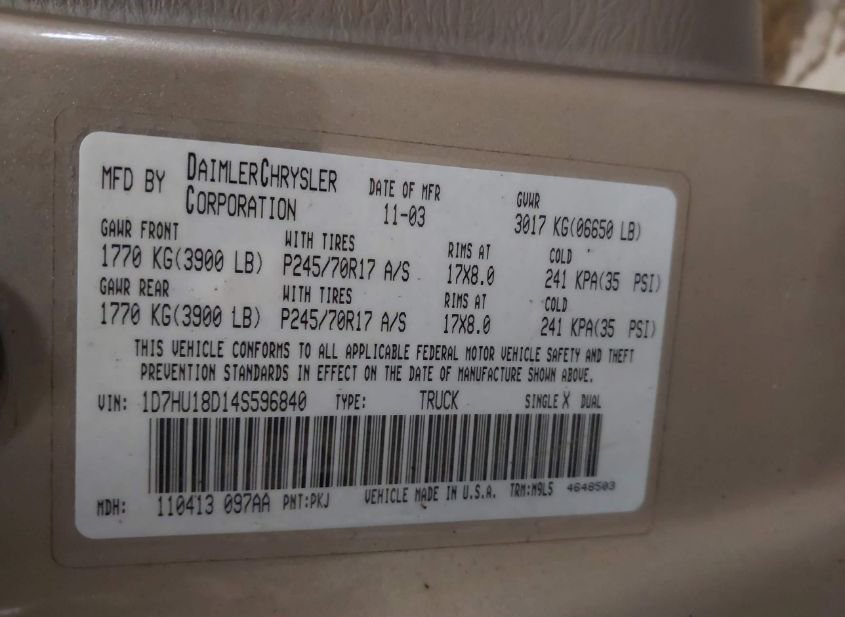 MFD BY DAIMLERCHRYSLER CORPORATION DATE OF MFR 11-03 GVWR 3017 KG(06650 LB)
GAWR FRONT WITH TIRES RIMS AT COLD
1770 KG(3900 LB) P245/70R17 A/S 17X8.0 241 KPA(35 PSI)
GAWR REAR WITH TIRES RIMS AT COLD
1770 KG(3900 LB) P245/70R17 A/S 17X8.0 241 KPA(35 PSI)
THIS VEHICLE CONFORMS TO ALL APPLICABLE FEDERAL MOTOR VEHICLE SAFETY AND THEFT
PREVENTION STANDARDS IN EFFECT ON THE DATE OF MANUFACTURE SHOWN ABOVE.
VIN: 1D7HU18D14S596840 TYPE: TRUCK SINGLE X DUAL
MDH: 110413 097AA PNT:PKJ VEHICLE MADE IN U.S.A. TRM:M9L5 4648503